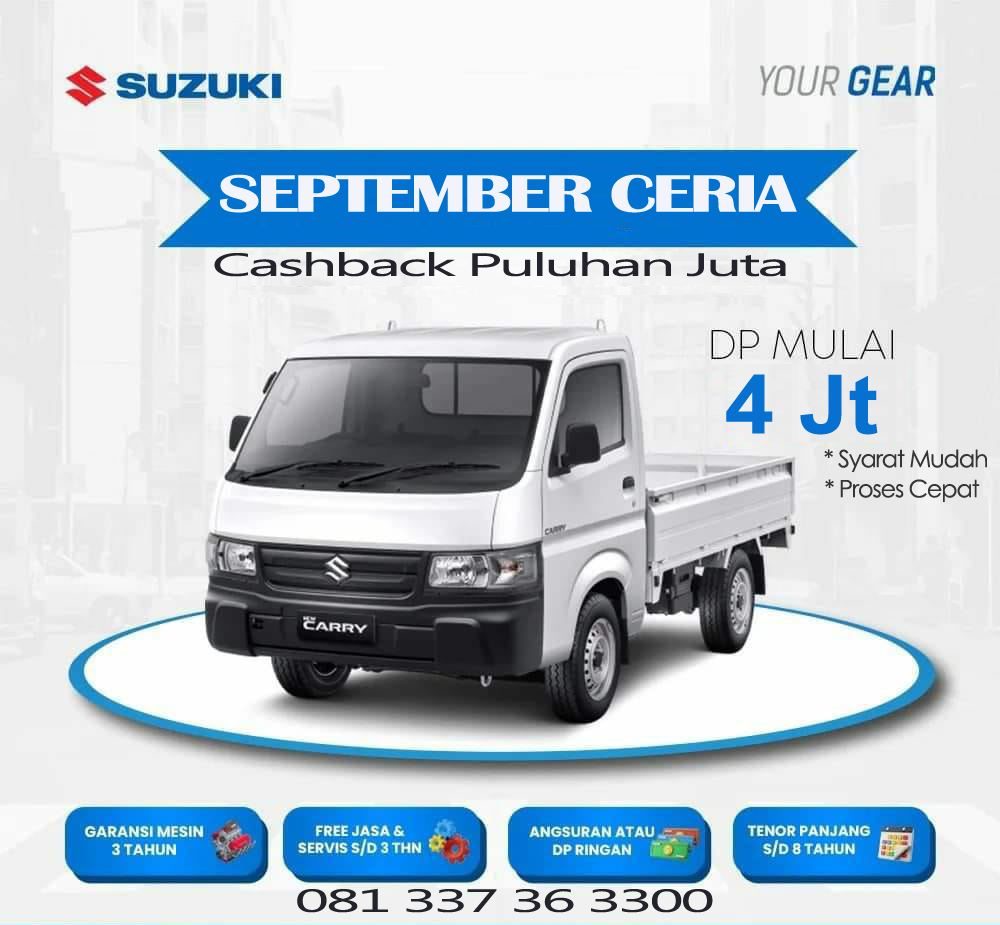 SUZUKI
YOUR GEAR
SEPTEMBER CERIA
Cashback Puluhan Juta
DP MULAI
4 Jt
* Syarat Mudah
* Proses Cepat
CARRY
NEW
CARRY
GARANSI MESIN
3 TAHUN
FREE JASA &
SERVIS S/D 3 THN
ANGSURAN ATAU
DP RINGAN
TENOR PANJANG
S/D 8 TAHUN
081 337 36 3300